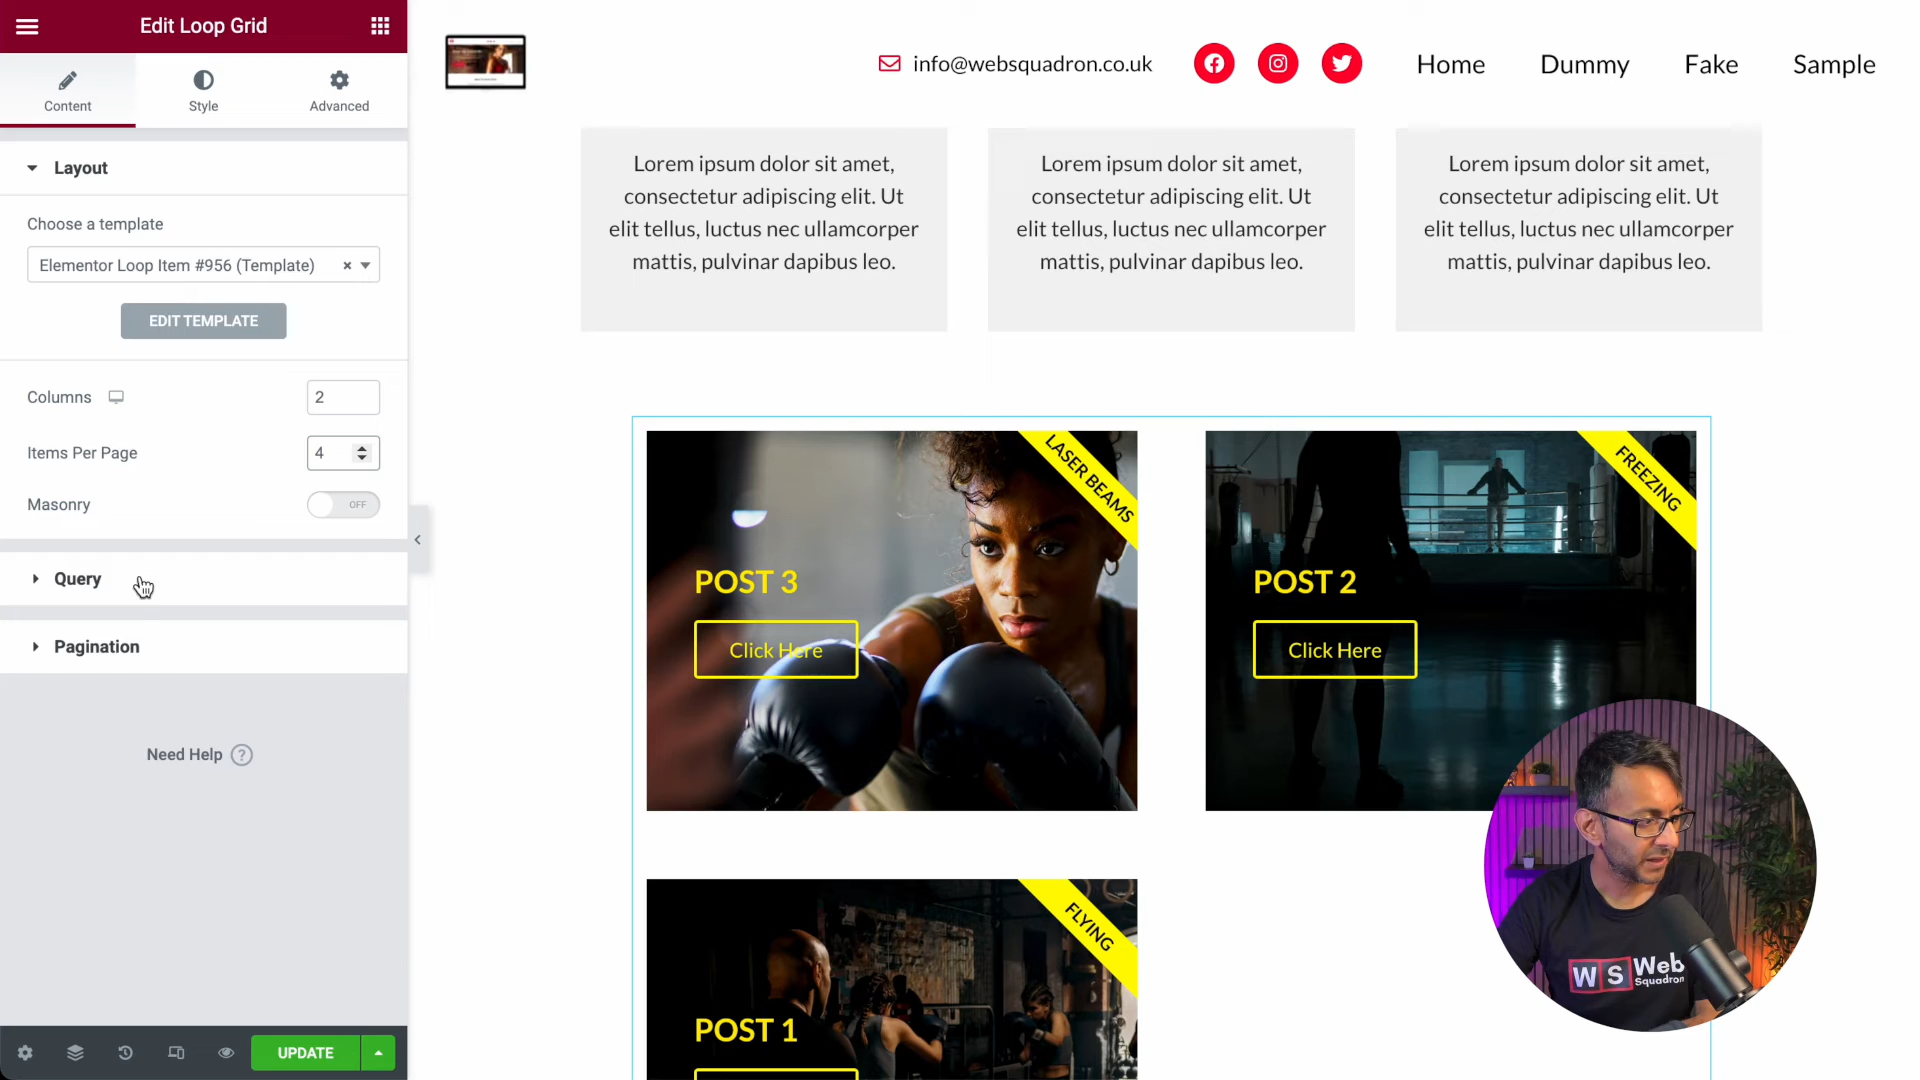 Edit Loop Grid
Content
Style
Advanced
Layout
Choose a template
Elementor Loop Item #956 (Template)
×
EDIT TEMPLATE
Columns
2
Items Per Page
4
Masonry
OFF
Query
Pagination
Need Help
?
UPDATE
info@websquadron.co.uk
Home
Dummy
Fake
Sample
Lorem ipsum dolor sit amet,
consectetur adipiscing elit. Ut
elit tellus, luctus nec ullamcorper
mattis, pulvinar dapibus leo.
Lorem ipsum dolor sit amet,
consectetur adipiscing elit. Ut
elit tellus, luctus nec ullamcorper
mattis, pulvinar dapibus leo.
Lorem ipsum dolor sit amet,
consectetur adipiscing elit. Ut
elit tellus, luctus nec ullamcorper
mattis, pulvinar dapibus leo.
LASER BEAMS
POST 3
Click Here
FREEZING
POST 2
Click Here
FLYING
POST 1
WS Web
Squadron